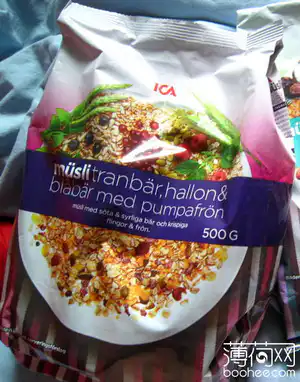 ICA
müsli tranbär, hallon &
blåbär med pumpafrön
müsli med söta & syrliga bär och krispiga
flingor & frön.
500 G
薄荷网
boohee.com